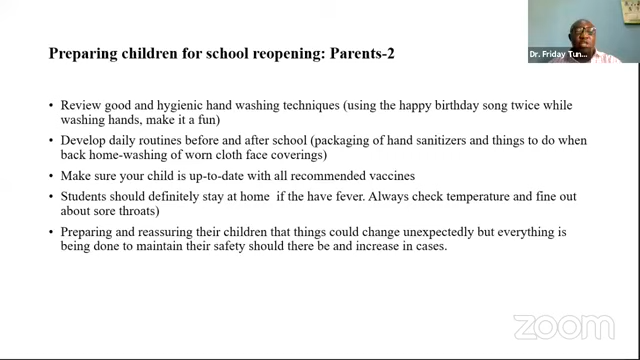 Preparing children for school reopening: Parents-2
Dr. Friday Tun...
• Review good and hygienic hand washing techniques (using the happy birthday song twice while
washing hands, make it a fun)
• Develop daily routines before and after school (packaging of hand sanitizers and things to do when
back home-washing of worn cloth face coverings)
• Make sure your child is up-to-date with all recommended vaccines
• Students should definitely stay at home if the have fever. Always check temperature and fine out
about sore throats)
• Preparing and reassuring their children that things could change unexpectedly but everything is
being done to maintain their safety should there be and increase in cases.
zoom